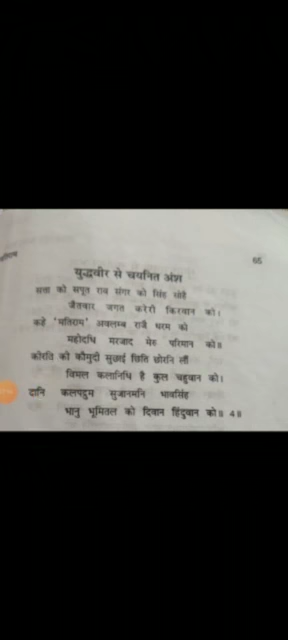 65
युद्धवीर से चयनित अंश
सता को सपूत राव संगर को सिंह सोहै
जैतवार जगत करेरी किरवान को।
कहै 'मतिराम' अवलम्ब राजै धरम को
महोदधि मरजाद मेरु परिमान को॥
कीरति की कौमुदी सुछाई छिति छोरनि लौं
विमल कलानिधि है कुल चहुवान को।
दानि कलपद्रुम सुजानमनि भावसिंह
भानु भूमितल को दिवान हिंदुवान को॥ 4॥